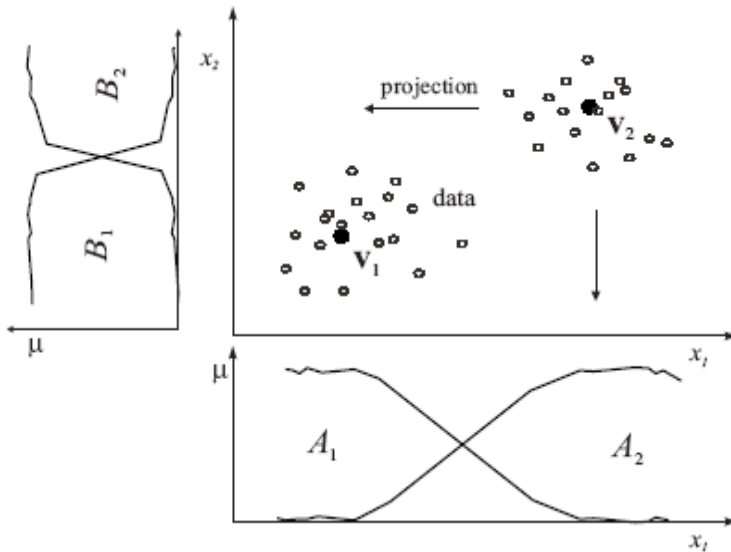 x₂
B₂
projection
v₂
data
B₁
v₁
μ
x₁
μ
A₁
A₂
x₁